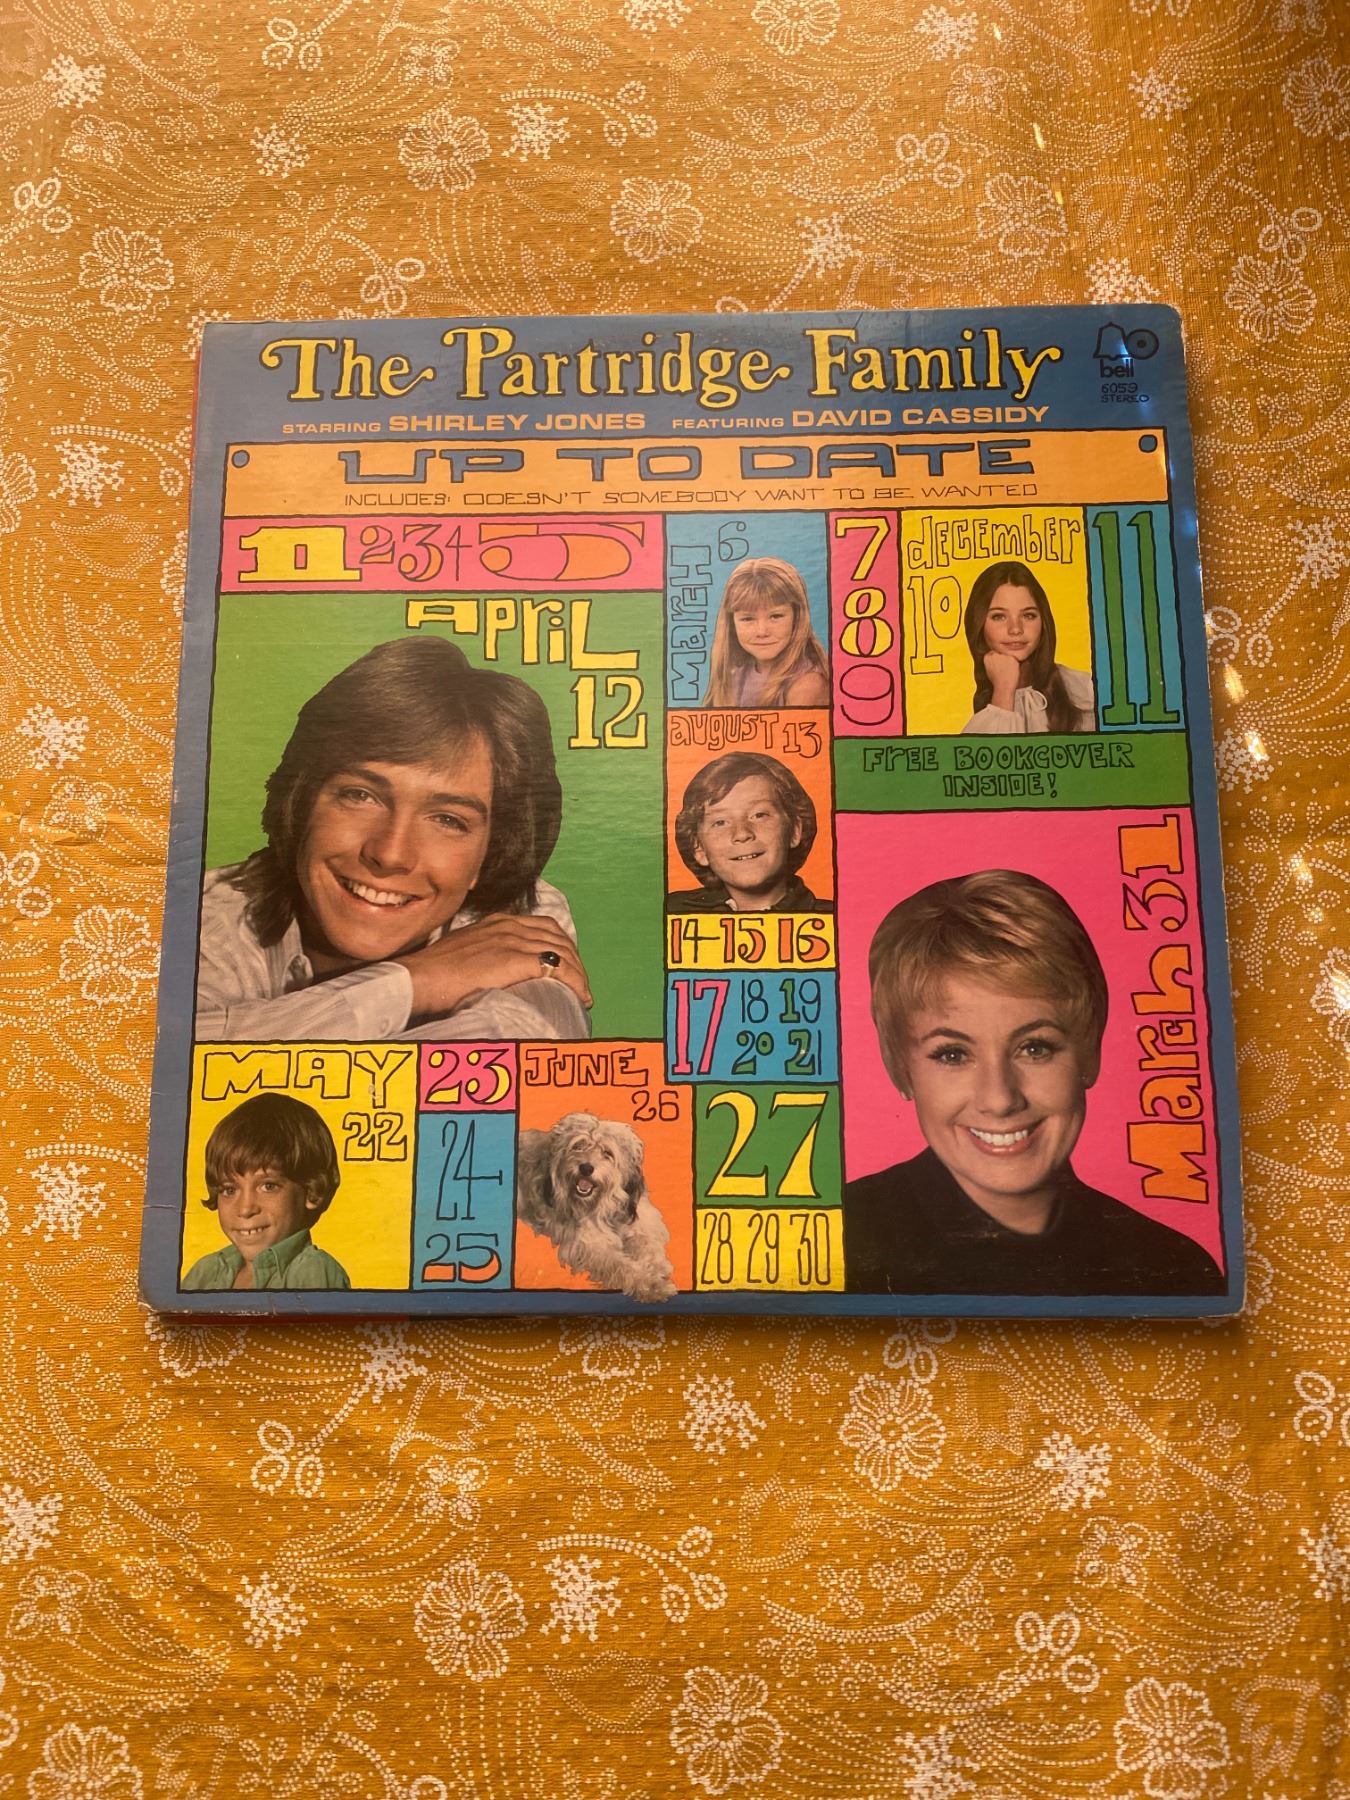 The Partridge Family
bell
6059
STEREO
STARRING SHIRLEY JONES FEATURING DAVID CASSIDY
UP TO DATE
INCLUDES: DOESN'T SOMEBODY WANT TO BE WANTED
1 2 3 4 5
MARCH 6
7
8
9
DECEMBER
10
11
APRIL
12
AUGUST 13
FREE BOOKCOVER
INSIDE!
MARCH 31
14 15 16
17 18 19
20 21
MAY
22
23
24
25
JUNE
26
27
28 29 30